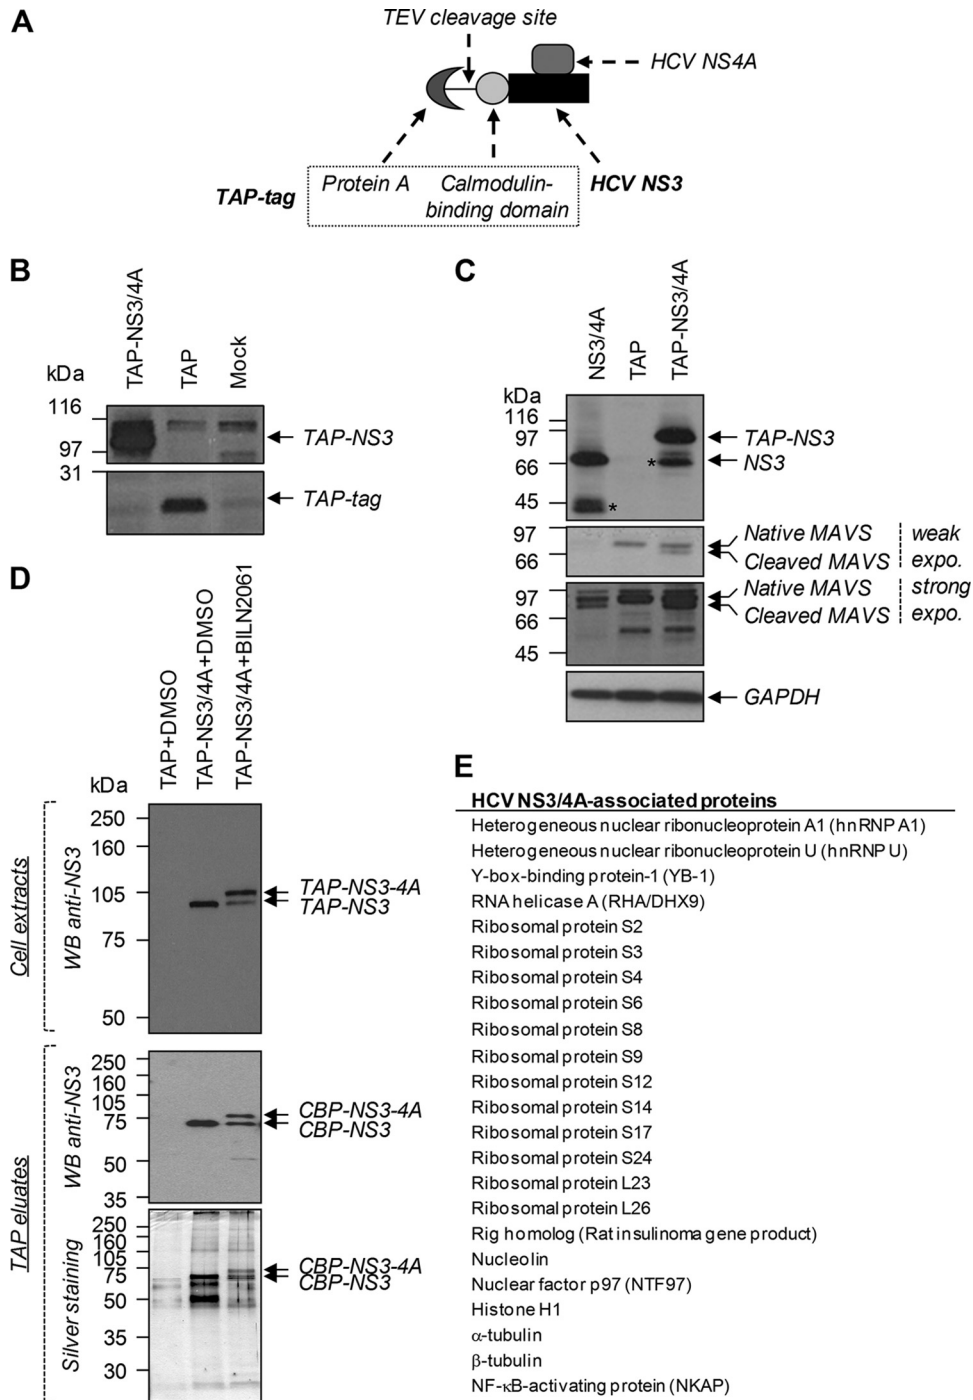 A
TEV cleavage site
HCV NS4A
TAP-tag
Protein A
Calmodulin-
binding domain
HCV NS3
B
TAP-NS3/4A
TAP
Mock
kDa
116
97
31
TAP-NS3
TAP-tag
C
NS3/4A
TAP
TAP-NS3/4A
kDa
116
97
66
45
*
*
TAP-NS3
NS3
97
66
Native MAVS
Cleaved MAVS
weak
expo.
97
66
45
Native MAVS
Cleaved MAVS
strong
expo.
GAPDH
D
TAP+DMSO
TAP-NS3/4A+DMSO
TAP-NS3/4A+BILN2061
kDa
Cell extracts
WB anti-NS3
250
160
105
75
50
TAP-NS3-4A
TAP-NS3
TAP eluates
WB anti-NS3
250
160
105
75
50
35
CBP-NS3-4A
CBP-NS3
Silver staining
250
160
105
75
50
35
30
CBP-NS3-4A
CBP-NS3
E
HCV NS3/4A-associated proteins
Heterogeneous nuclear ribonucleoprotein A1 (hnRNP A1)
Heterogeneous nuclear ribonucleoprotein U (hnRNP U)
Y-box-binding protein-1 (YB-1)
RNA helicase A (RHA/DHX9)
Ribosomal protein S2
Ribosomal protein S3
Ribosomal protein S4
Ribosomal protein S6
Ribosomal protein S8
Ribosomal protein S9
Ribosomal protein S12
Ribosomal protein S14
Ribosomal protein S17
Ribosomal protein S24
Ribosomal protein L23
Ribosomal protein L26
Rig homolog (Rat insulinoma gene product)
Nucleolin
Nuclear factor p97 (NTF97)
Histone H1
α-tubulin
β-tubulin
NF-κB-activating protein (NKAP)